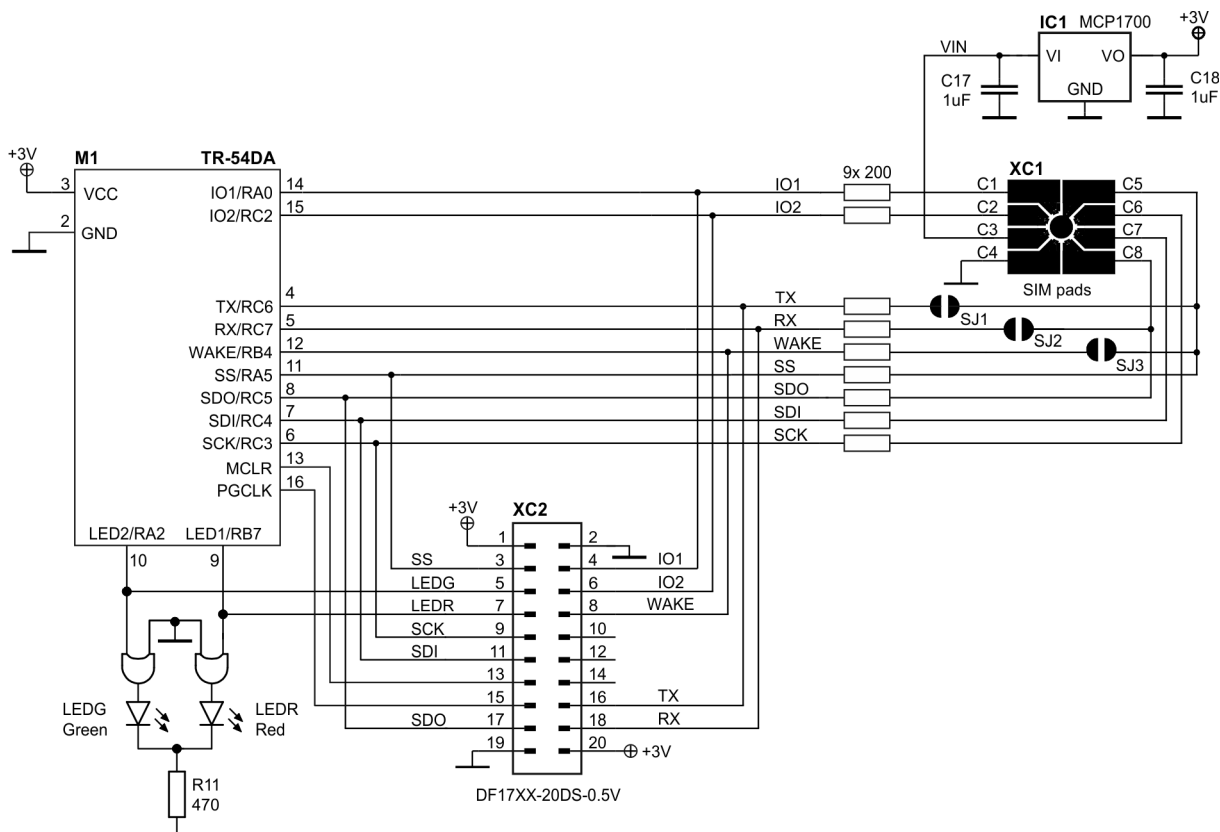 IC1 MCP1700
+3V
VIN
VI
VO
GND
C17
1uF
C18
1uF
+3V
M1
TR-54DA
3
VCC
2
GND
IO1/RA0
14
IO2/RC2
15
TX/RC6
4
RX/RC7
5
WAKE/RB4
12
SS/RA5
11
SDO/RC5
8
SDI/RC4
7
SCK/RC3
6
MCLR
13
PGCLK
16
LED2/RA2
LED1/RB7
10
9
9x 200
IO1
IO2
TX
RX
WAKE
SS
SDO
SDI
SCK
XC1
C1
C2
C3
C4
C5
C6
C7
C8
SIM pads
SJ1
SJ2
SJ3
XC2
+3V
1
2
SS
3
4
IO1
LEDG
5
6
IO2
LEDR
7
8
WAKE
SCK
9
10
SDI
11
12
13
14
15
16
TX
SDO
17
18
RX
19
20
+3V
DF17XX-20DS-0.5V
LEDG
Green
LEDR
Red
R11
470